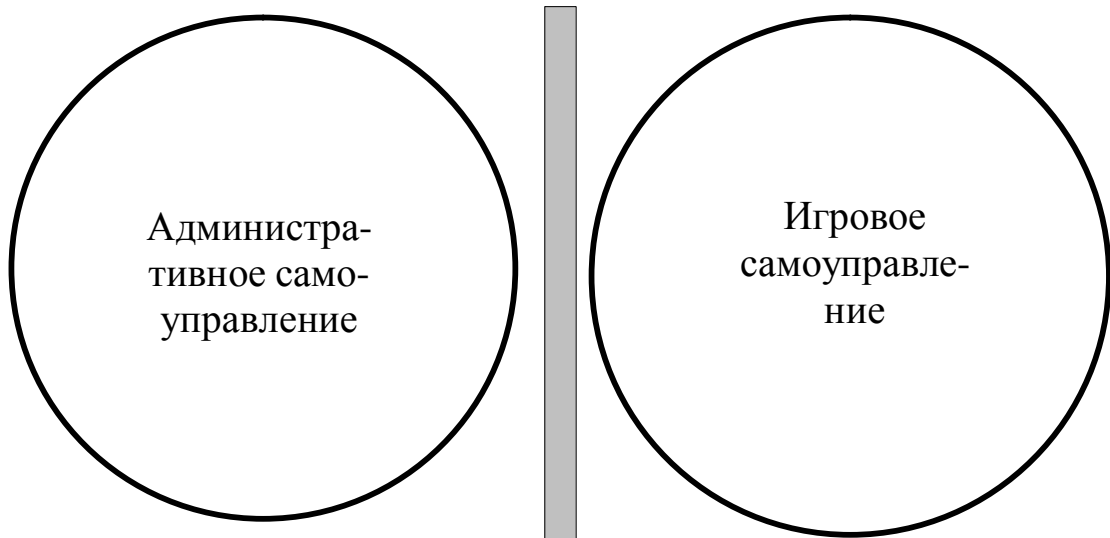 Администра-
тивное само-
управление
Игровое
самоуправле-
ние